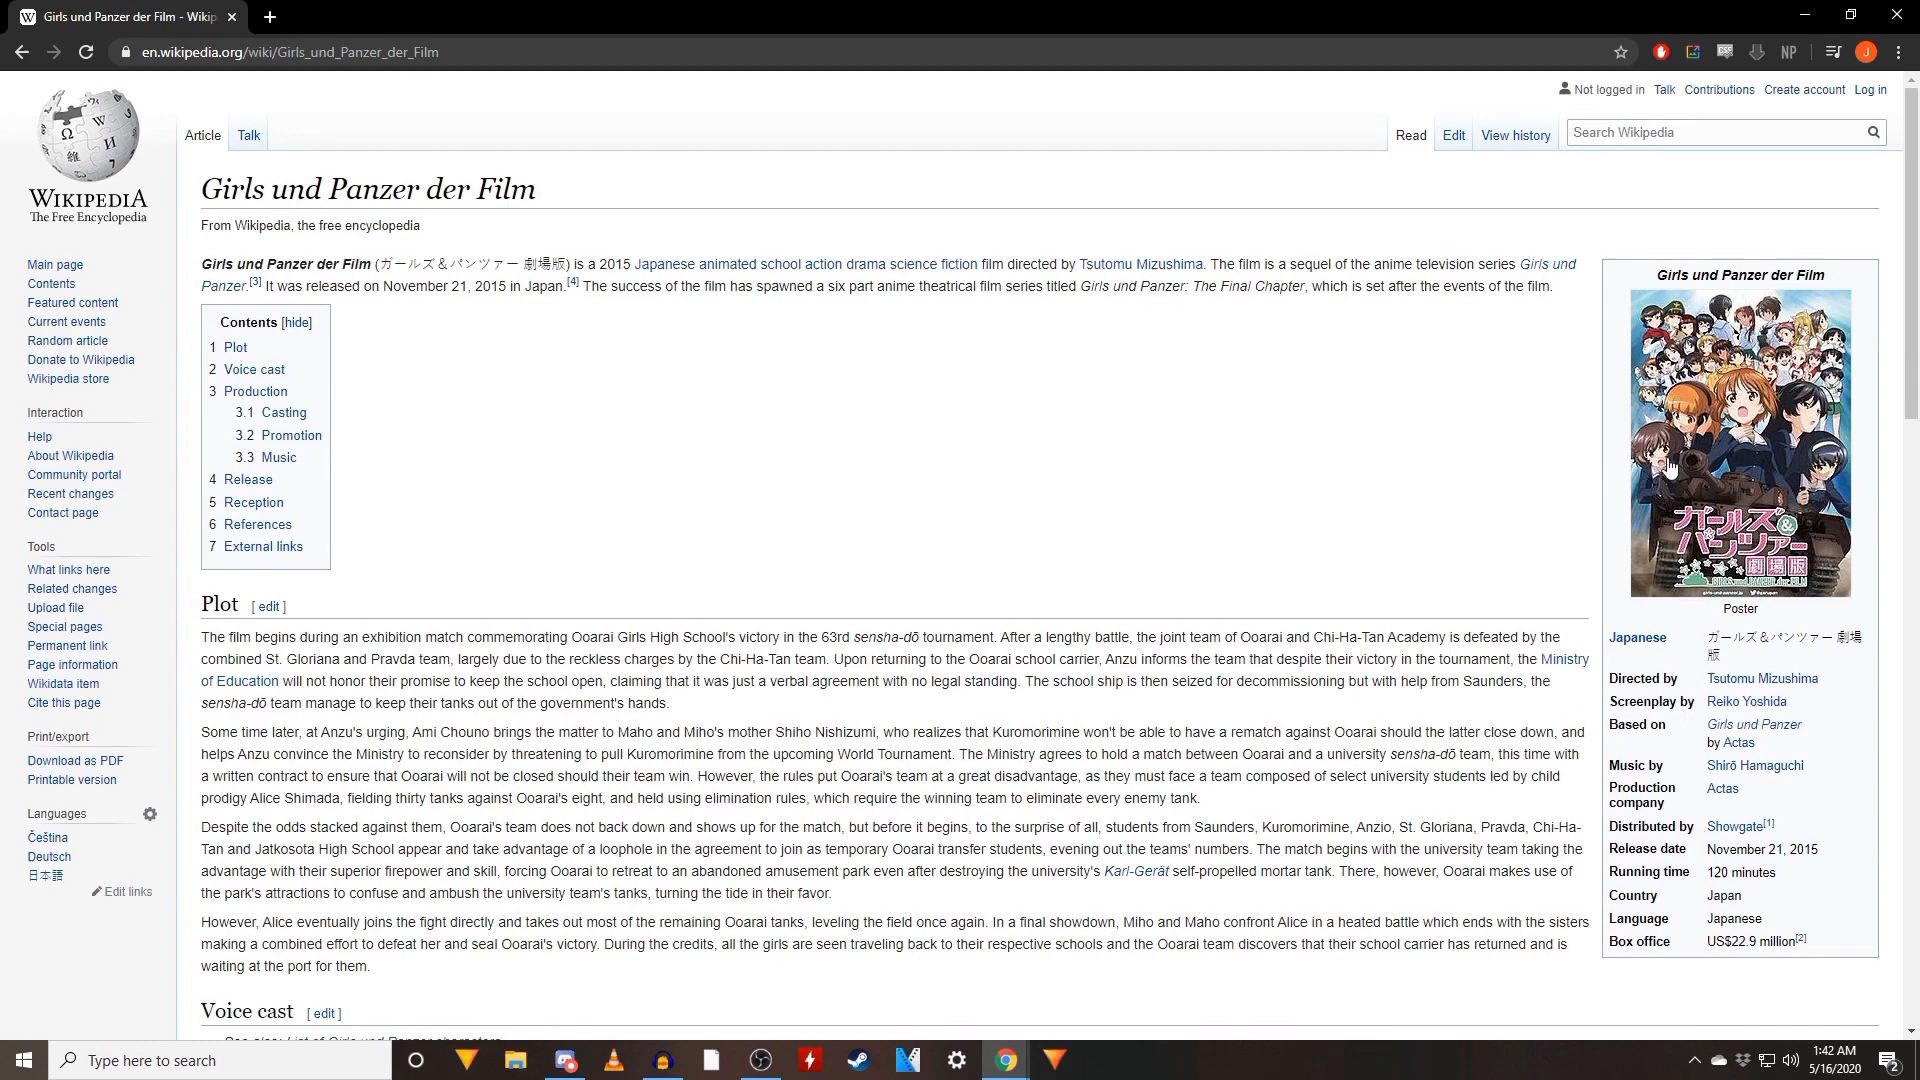 Girls und Panzer der Film - Wikip
en.wikipedia.org/wiki/Girls_und_Panzer_der_Film
NP
J
Not logged in Talk Contributions Create account Log in
Article Talk
Read Edit View history
Search Wikipedia
WIKIPEDIA
The Free Encyclopedia
Main page
Contents
Featured content
Current events
Random article
Donate to Wikipedia
Wikipedia store
Interaction
Help
About Wikipedia
Community portal
Recent changes
Contact page
Tools
What links here
Related changes
Upload file
Special pages
Permanent link
Page information
Wikidata item
Cite this page
Print/export
Download as PDF
Printable version
Languages
Čeština
Deutsch
日本語
Edit links
Girls und Panzer der Film
From Wikipedia, the free encyclopedia
Girls und Panzer der Film (ガールズ＆パンツァー 劇場版) is a 2015 Japanese animated school action drama science fiction film directed by Tsutomu Mizushima. The film is a sequel of the anime television series Girls und
Panzer.[3] It was released on November 21, 2015 in Japan.[4] The success of the film has spawned a six part anime theatrical film series titled Girls und Panzer: The Final Chapter, which is set after the events of the film.
Contents [hide]
1 Plot
2 Voice cast
3 Production
3.1 Casting
3.2 Promotion
3.3 Music
4 Release
5 Reception
6 References
7 External links
Plot [ edit ]
The film begins during an exhibition match commemorating Ooarai Girls High School's victory in the 63rd sensha-dō tournament. After a lengthy battle, the joint team of Ooarai and Chi-Ha-Tan Academy is defeated by the
combined St. Gloriana and Pravda team, largely due to the reckless charges by the Chi-Ha-Tan team. Upon returning to the Ooarai school carrier, Anzu informs the team that despite their victory in the tournament, the Ministry
of Education will not honor their promise to keep the school open, claiming that it was just a verbal agreement with no legal standing. The school ship is then seized for decommissioning but with help from Saunders, the
sensha-dō team manage to keep their tanks out of the government's hands.
Some time later, at Anzu's urging, Ami Chouno brings the matter to Maho and Miho's mother Shiho Nishizumi, who realizes that Kuromorimine won't be able to have a rematch against Ooarai should the latter close down, and
helps Anzu convince the Ministry to reconsider by threatening to pull Kuromorimine from the upcoming World Tournament. The Ministry agrees to hold a match between Ooarai and a university sensha-dō team, this time with
a written contract to ensure that Ooarai will not be closed should their team win. However, the rules put Ooarai's team at a great disadvantage, as they must face a team composed of select university students led by child
prodigy Alice Shimada, fielding thirty tanks against Ooarai's eight, and held using elimination rules, which require the winning team to eliminate every enemy tank.
Despite the odds stacked against them, Ooarai's team does not back down and shows up for the match, but before it begins, to the surprise of all, students from Saunders, Kuromorimine, Anzio, St. Gloriana, Pravda, Chi-Ha-
Tan and Jatkosota High School appear and take advantage of a loophole in the agreement to join as temporary Ooarai transfer students, evening out the teams' numbers. The match begins with the university team taking the
advantage with their superior firepower and skill, forcing Ooarai to retreat to an abandoned amusement park even after destroying the university's Karl-Gerät self-propelled mortar tank. There, however, Ooarai makes use of
the park's attractions to confuse and ambush the university team's tanks, turning the tide in their favor.
However, Alice eventually joins the fight directly and takes out most of the remaining Ooarai tanks, leveling the field once again. In a final showdown, Miho and Maho confront Alice in a heated battle which ends with the sisters
making a combined effort to defeat her and seal Ooarai's victory. During the credits, all the girls are seen traveling back to their respective schools and the Ooarai team discovers that their school carrier has returned and is
waiting at the port for them.
Voice cast [ edit ]
See also: List of Girls und Panzer characters
Girls und Panzer der Film
ガールズ&
パンツァー
劇場版
GIRLS und PANZER der FILM
Poster
Japanese ガールズ＆パンツァー 劇場
版
Directed by Tsutomu Mizushima
Screenplay by Reiko Yoshida
Based on Girls und Panzer
by Actas
Music by Shirō Hamaguchi
Production Actas
company
Distributed by Showgate[1]
Release date November 21, 2015
Running time 120 minutes
Country Japan
Language Japanese
Box office US$22.9 million[2]
Type here to search
1:42 AM
5/16/2020
2